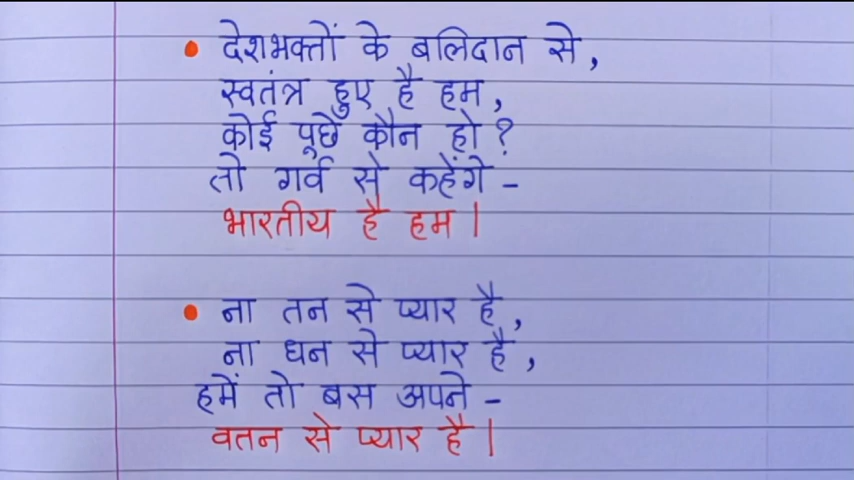 • देशभक्तों के बलिदान से,
स्वतंत्र हुए है हम,
कोई पूछे कौन हो?
तो गर्व से कहेंगे -
भारतीय है हम।
• ना तन से प्यार है,
ना धन से प्यार है,
हमें तो बस अपने -
वतन से प्यार है।